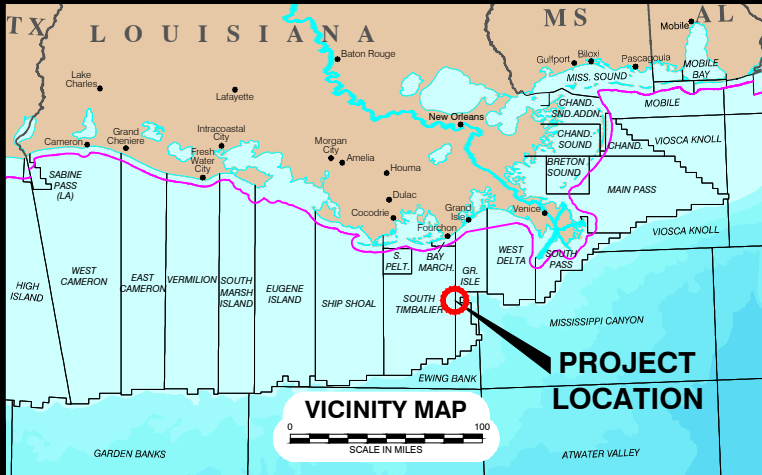 TX
LOUISIANA
MS
AL
Mobile
Baton Rouge
Gulfport
Biloxi
Pascagoula
MOBILE
BAY
MISS. SOUND
Lake
Charles
Lafayette
CHAND.
SND.ADDN.
MOBILE
New Orleans
Cameron
Grand
Cheniere
Intracoastal
City
Fresh
Water
City
Morgan
City
Amelia
Houma
CHAND.
SOUND
CHAND.
VIOSCA KNOLL
BRETON
SOUND
SABINE
PASS
(LA)
MAIN PASS
Dulac
Cocodrie
Grand
Isle
Venice
Fourchon
VIOSCA KNOLL
S.
PELT.
BAY
MARCH.
WEST
DELTA
SOUTH
PASS
HIGH
ISLAND
WEST
CAMERON
EAST
CAMERON
VERMILION
SOUTH
MARSH
ISLAND
EUGENE
ISLAND
SHIP SHOAL
GR.
ISLE
SOUTH
TIMBALIER
MISSISSIPPI CANYON
PROJECT
LOCATION
EWING BANK
VICINITY MAP
0
100
SCALE IN MILES
GARDEN BANKS
ATWATER VALLEY